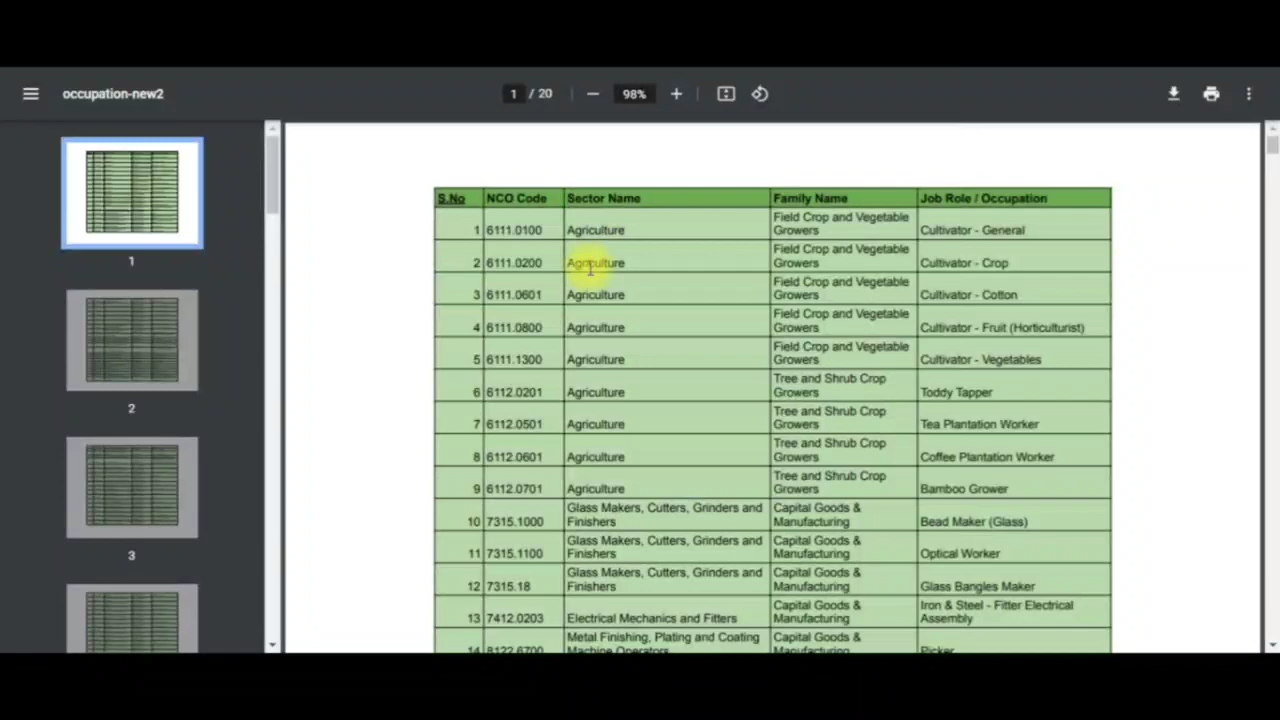 occupation-new2
1 / 20
98%
1
2
3
S.No NCO Code Sector Name Family Name Job Role / Occupation
1 6111.0100 Agriculture Field Crop and Vegetable Growers Cultivator - General
2 6111.0200 Agriculture Field Crop and Vegetable Growers Cultivator - Crop
3 6111.0601 Agriculture Field Crop and Vegetable Growers Cultivator - Cotton
4 6111.0800 Agriculture Field Crop and Vegetable Growers Cultivator - Fruit (Horticulturist)
5 6111.1300 Agriculture Field Crop and Vegetable Growers Cultivator - Vegetables
6 6112.0201 Agriculture Tree and Shrub Crop Growers Toddy Tapper
7 6112.0501 Agriculture Tree and Shrub Crop Growers Tea Plantation Worker
8 6112.0601 Agriculture Tree and Shrub Crop Growers Coffee Plantation Worker
9 6112.0701 Agriculture Tree and Shrub Crop Growers Bamboo Grower
10 7315.1000 Glass Makers, Cutters, Grinders and Finishers Capital Goods & Manufacturing Bead Maker (Glass)
11 7315.1100 Glass Makers, Cutters, Grinders and Finishers Capital Goods & Manufacturing Optical Worker
12 7315.18 Glass Makers, Cutters, Grinders and Finishers Capital Goods & Manufacturing Glass Bangles Maker
13 7412.0203 Electrical Mechanics and Fitters Capital Goods & Manufacturing Iron & Steel - Fitter Electrical Assembly
14 8122.6700 Metal Finishing, Plating and Coating Machine Operators Capital Goods & Manufacturing Picker